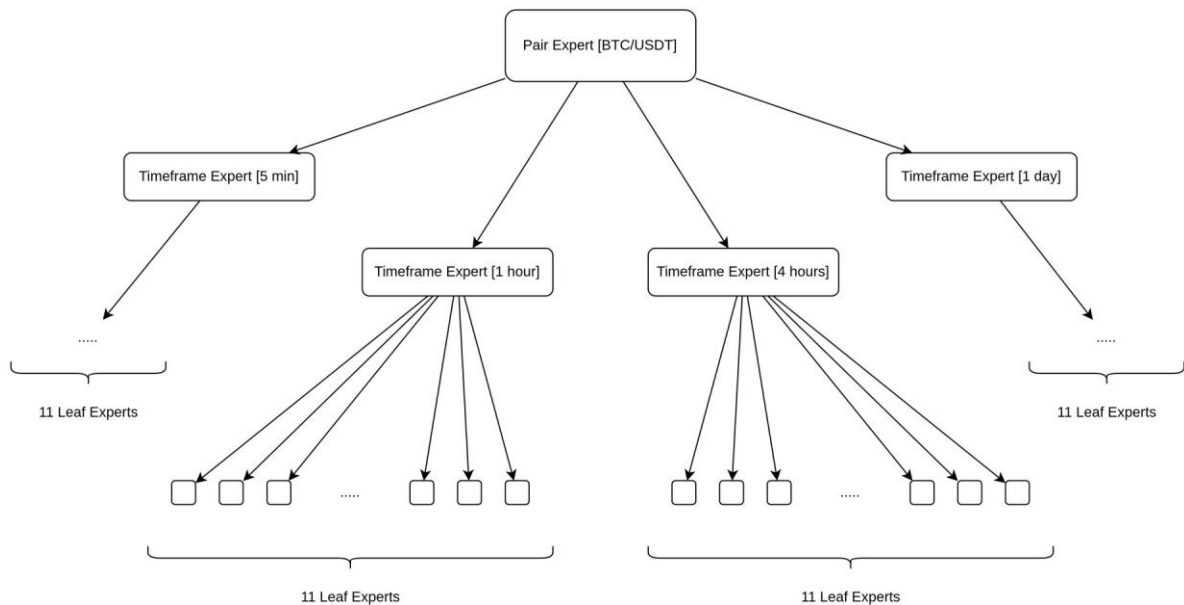 Pair Expert [BTC/USDT]
Timeframe Expert [5 min]
Timeframe Expert [1 day]
Timeframe Expert [1 hour]
Timeframe Expert [4 hours]
.....
.....
11 Leaf Experts
11 Leaf Experts
.....
.....
11 Leaf Experts
11 Leaf Experts